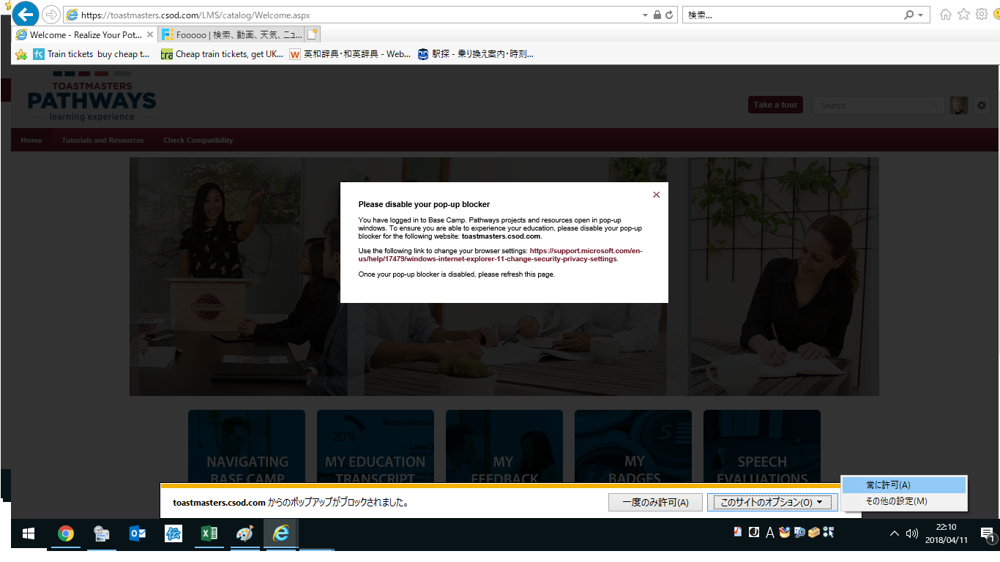 https://toastmasters.csod.com/LMS/catalog/Welcome.aspx
検索...
Welcome - Realize Your Pot...
Fooooo | 検索、動画、天気、ニュ...
Train tickets buy cheap t...
Cheap train tickets, get UK...
英和辞典・和英辞典 - Web...
駅探 - 乗り換え案内・時刻...
TOASTMASTERS
PATHWAYS
learning experience
Take a tour
Search
Home
Tutorials and Resources
Check Compatibility
Please disable your pop-up blocker
You have logged in to Base Camp. Pathways projects and resources open in pop-up
windows. To ensure you are able to experience your education, please disable your pop-up
blocker for the following website: toastmasters.csod.com.
Use the following link to change your browser settings: https://support.microsoft.com/en-
us/help/17479/windows-internet-explorer-11-change-security-privacy-settings.
Once your pop-up blocker is disabled, please refresh this page.
TOASTMASTERS
NAVIGATING
BASE CAMP
20%
Motivational
Level 2
MY EDUCATION
TRANSCRIPT
MY
FEEDBACK
5
MY
BADGES
SPEECH
EVALUATIONS
toastmasters.csod.com からのポップアップがブロックされました。
一度のみ許可(A)
このサイトのオプション(O)
常に許可(A)
その他の設定(M)
A
22:10
2018/04/11
1